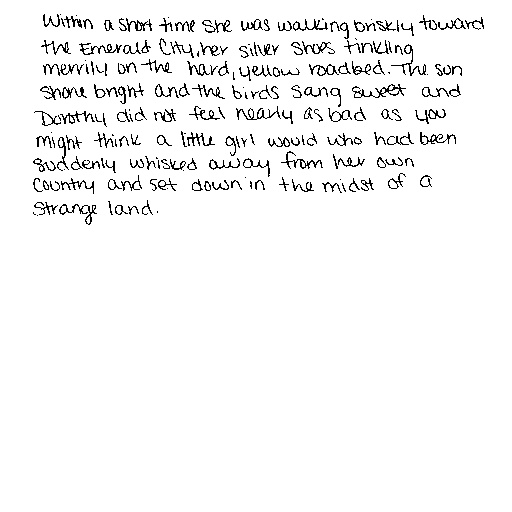 Within a short time she was walking briskly toward
the Emerald City, her silver shoes tinkling
merrily on the hard, yellow roadbed. The sun
shone bright and the birds sang sweet and
Dorothy did not feel nearly as bad as you
might think a little girl would who had been
suddenly whisked away from her own
country and set down in the midst of a
strange land.